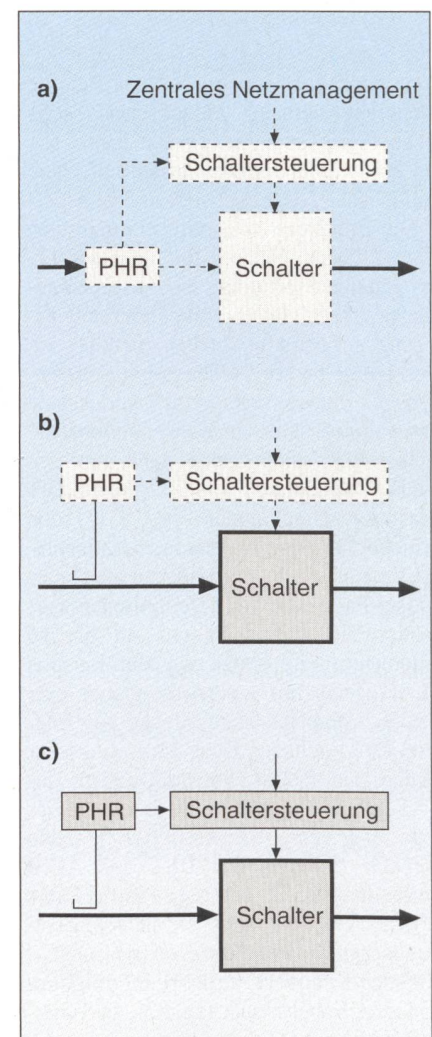 a) Zentrales Netzmanagement
Schaltersteuerung
PHR
Schalter
b)
PHR
Schaltersteuerung
Schalter
c)
PHR
Schaltersteuerung
Schalter